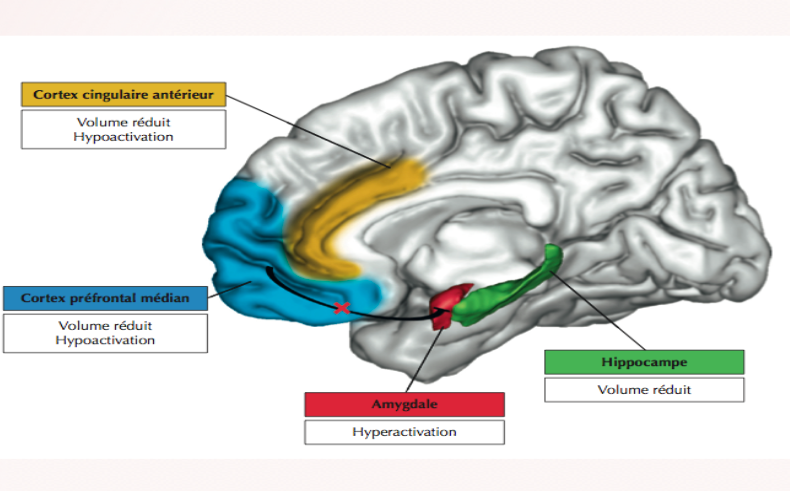 Cortex cingulaire antérieur
Volume réduit
Hypoactivation
Cortex préfrontal médian
Volume réduit
Hypoactivation
Hippocampe
Volume réduit
Amygdale
Hyperactivation